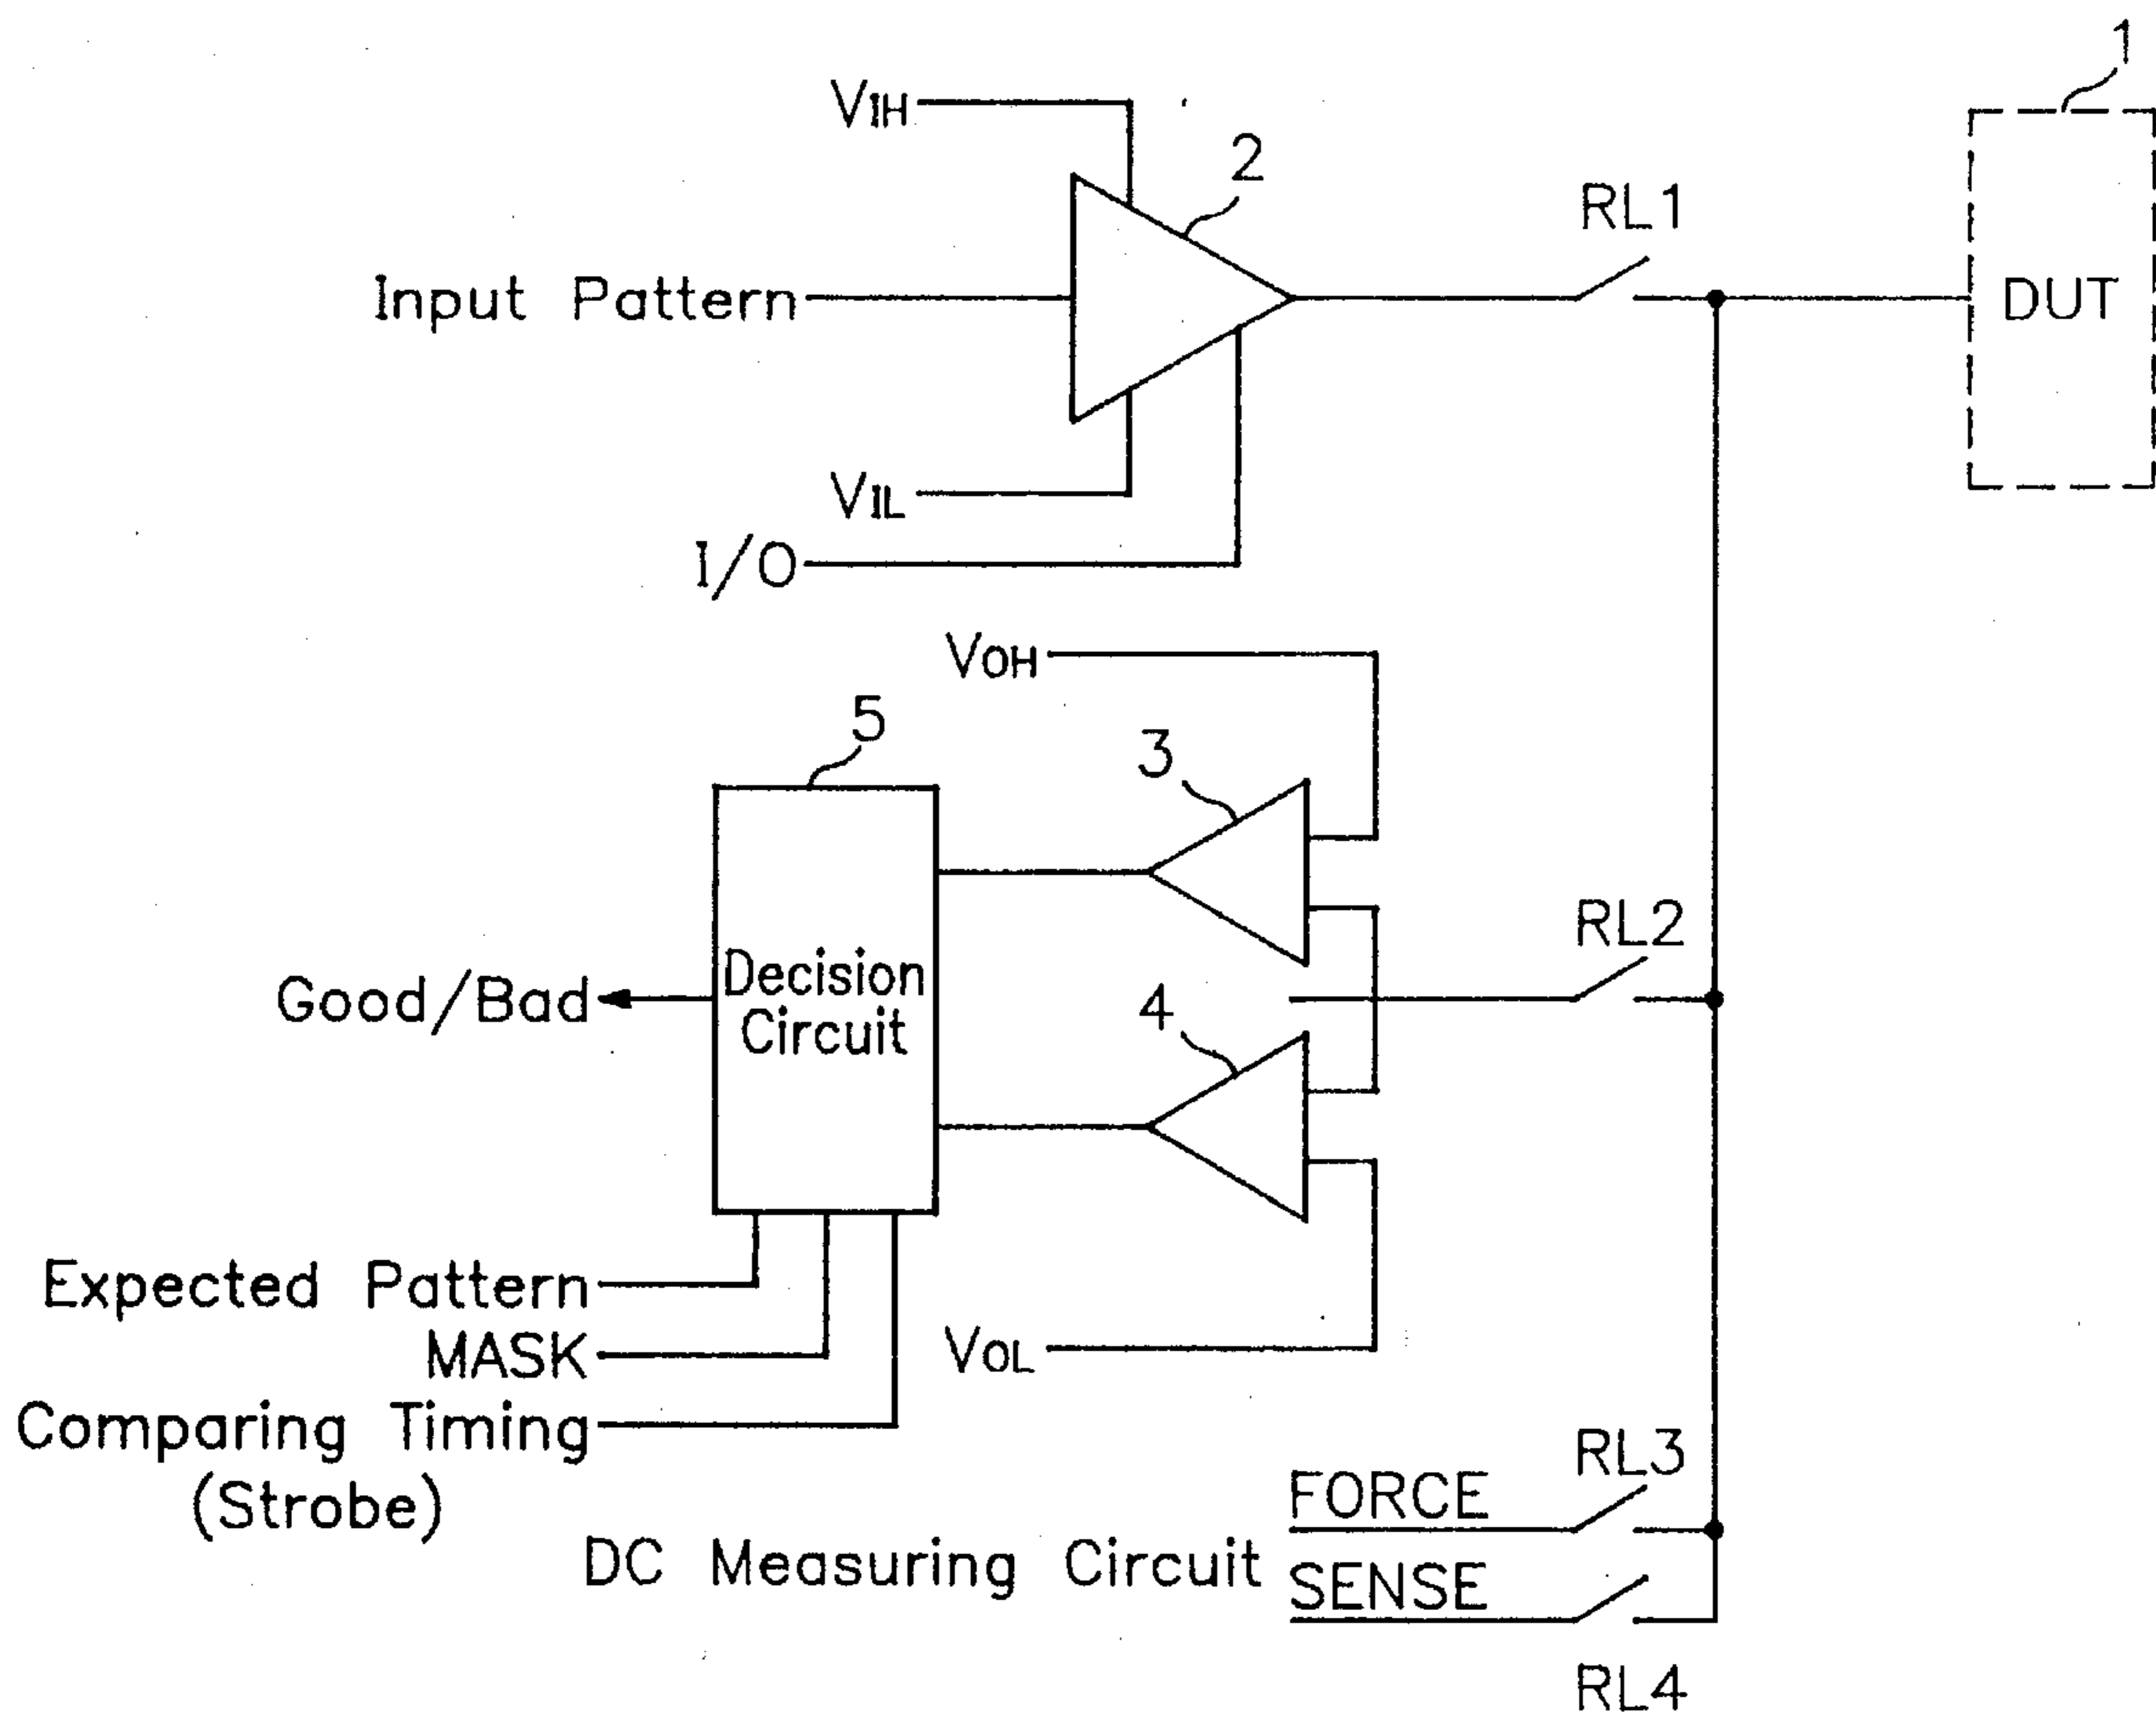 1
VIH
2
RL1
Input Pattern
DUT
VIL
I/O
VOH
5
3
RL2
Decision
Circuit
Good/Bad
4
Expected Pattern
MASK
VOL
Comparing Timing
(Strobe)
RL3
FORCE
DC Measuring Circuit
SENSE
RL4